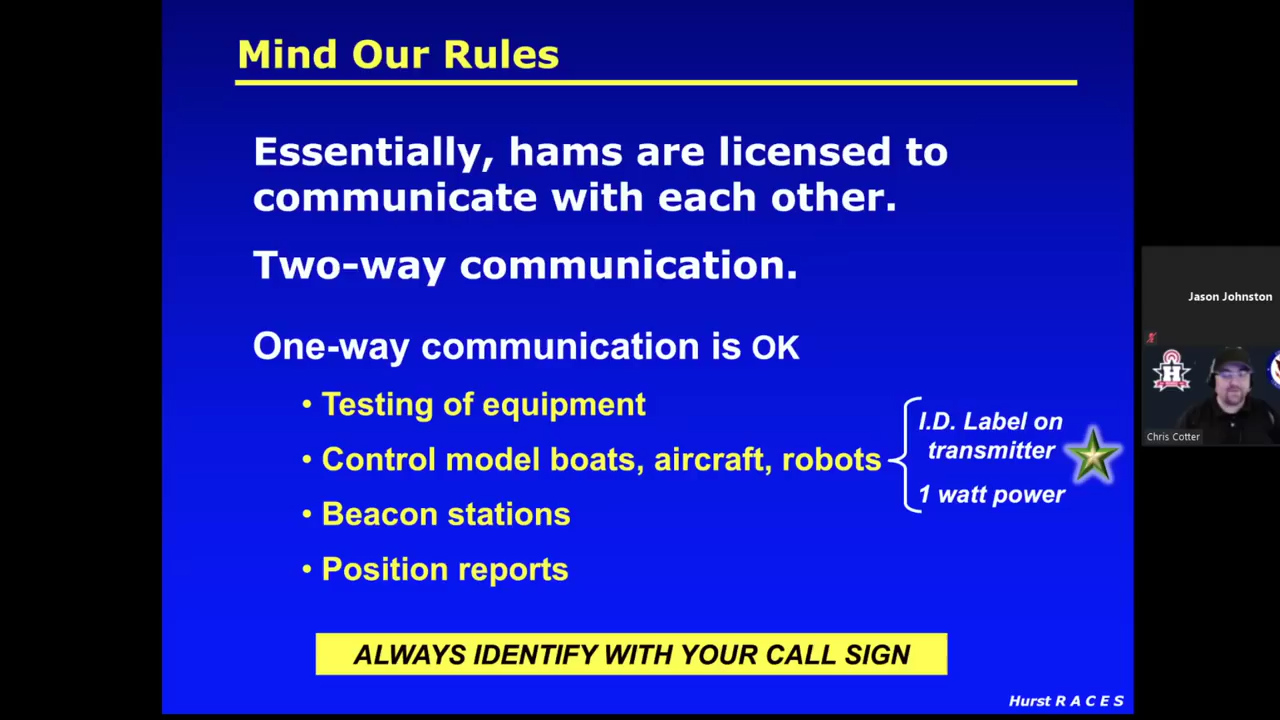 Mind Our Rules
Essentially, hams are licensed to
communicate with each other.
Two-way communication.
One-way communication is OK
• Testing of equipment
• Control model boats, aircraft, robots
I.D. Label on
transmitter
1 watt power
• Beacon stations
• Position reports
ALWAYS IDENTIFY WITH YOUR CALL SIGN
Hurst R A C E S
Jason Johnston
H
Chris Cotter